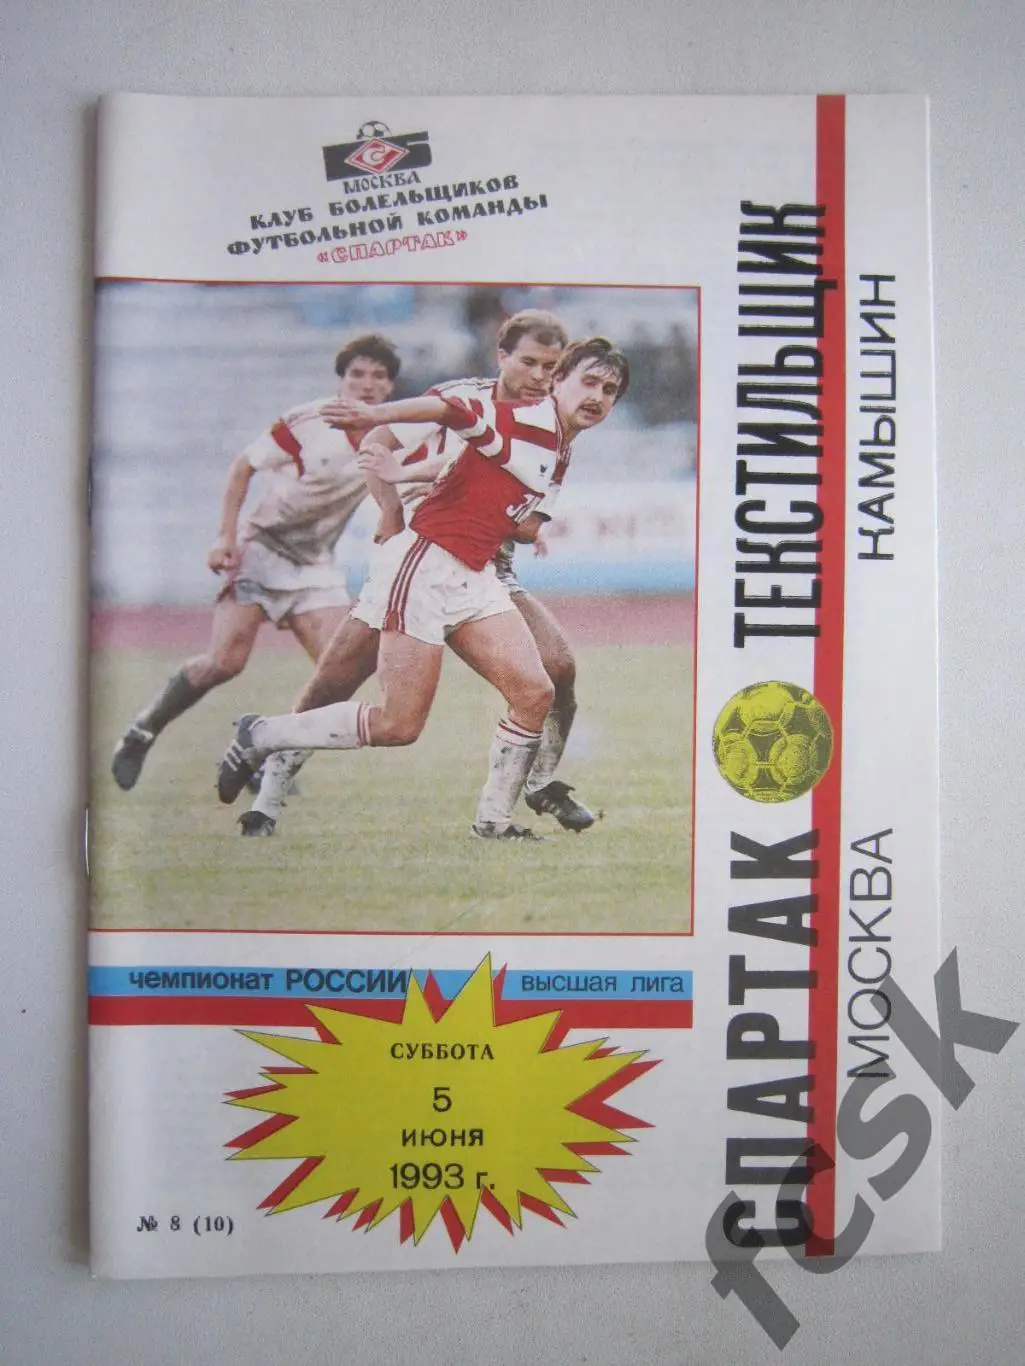 МОСКВА
КЛУБ БОЛЕЛЬЩИКОВ
ФУТБОЛЬНОЙ КОМАНДЫ
«СПАРТАК»
СПАРТАК ТЕКСТИЛЬЩИК
МОСКВА КАМЫШИН
чемпионат РОССИИ высшая лига
СУББОТА
5
ИЮНЯ
1993 г.
№ 8 (10)
fcsk